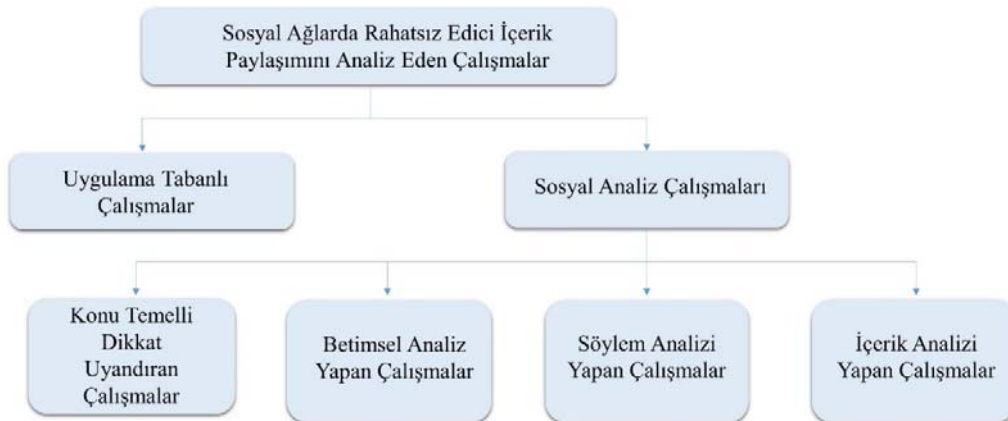 Sosyal Ağlarda Rahatsız Edici İçerik
Paylaşımını Analiz Eden Çalışmalar
Uygulama Tabanlı
Çalışmalar
Sosyal Analiz Çalışmaları
Konu Temelli
Dikkat
Uyandıran
Çalışmalar
Betimsel Analiz
Yapan Çalışmalar
Söylem Analizi
Yapan Çalışmalar
İçerik Analizi
Yapan Çalışmalar